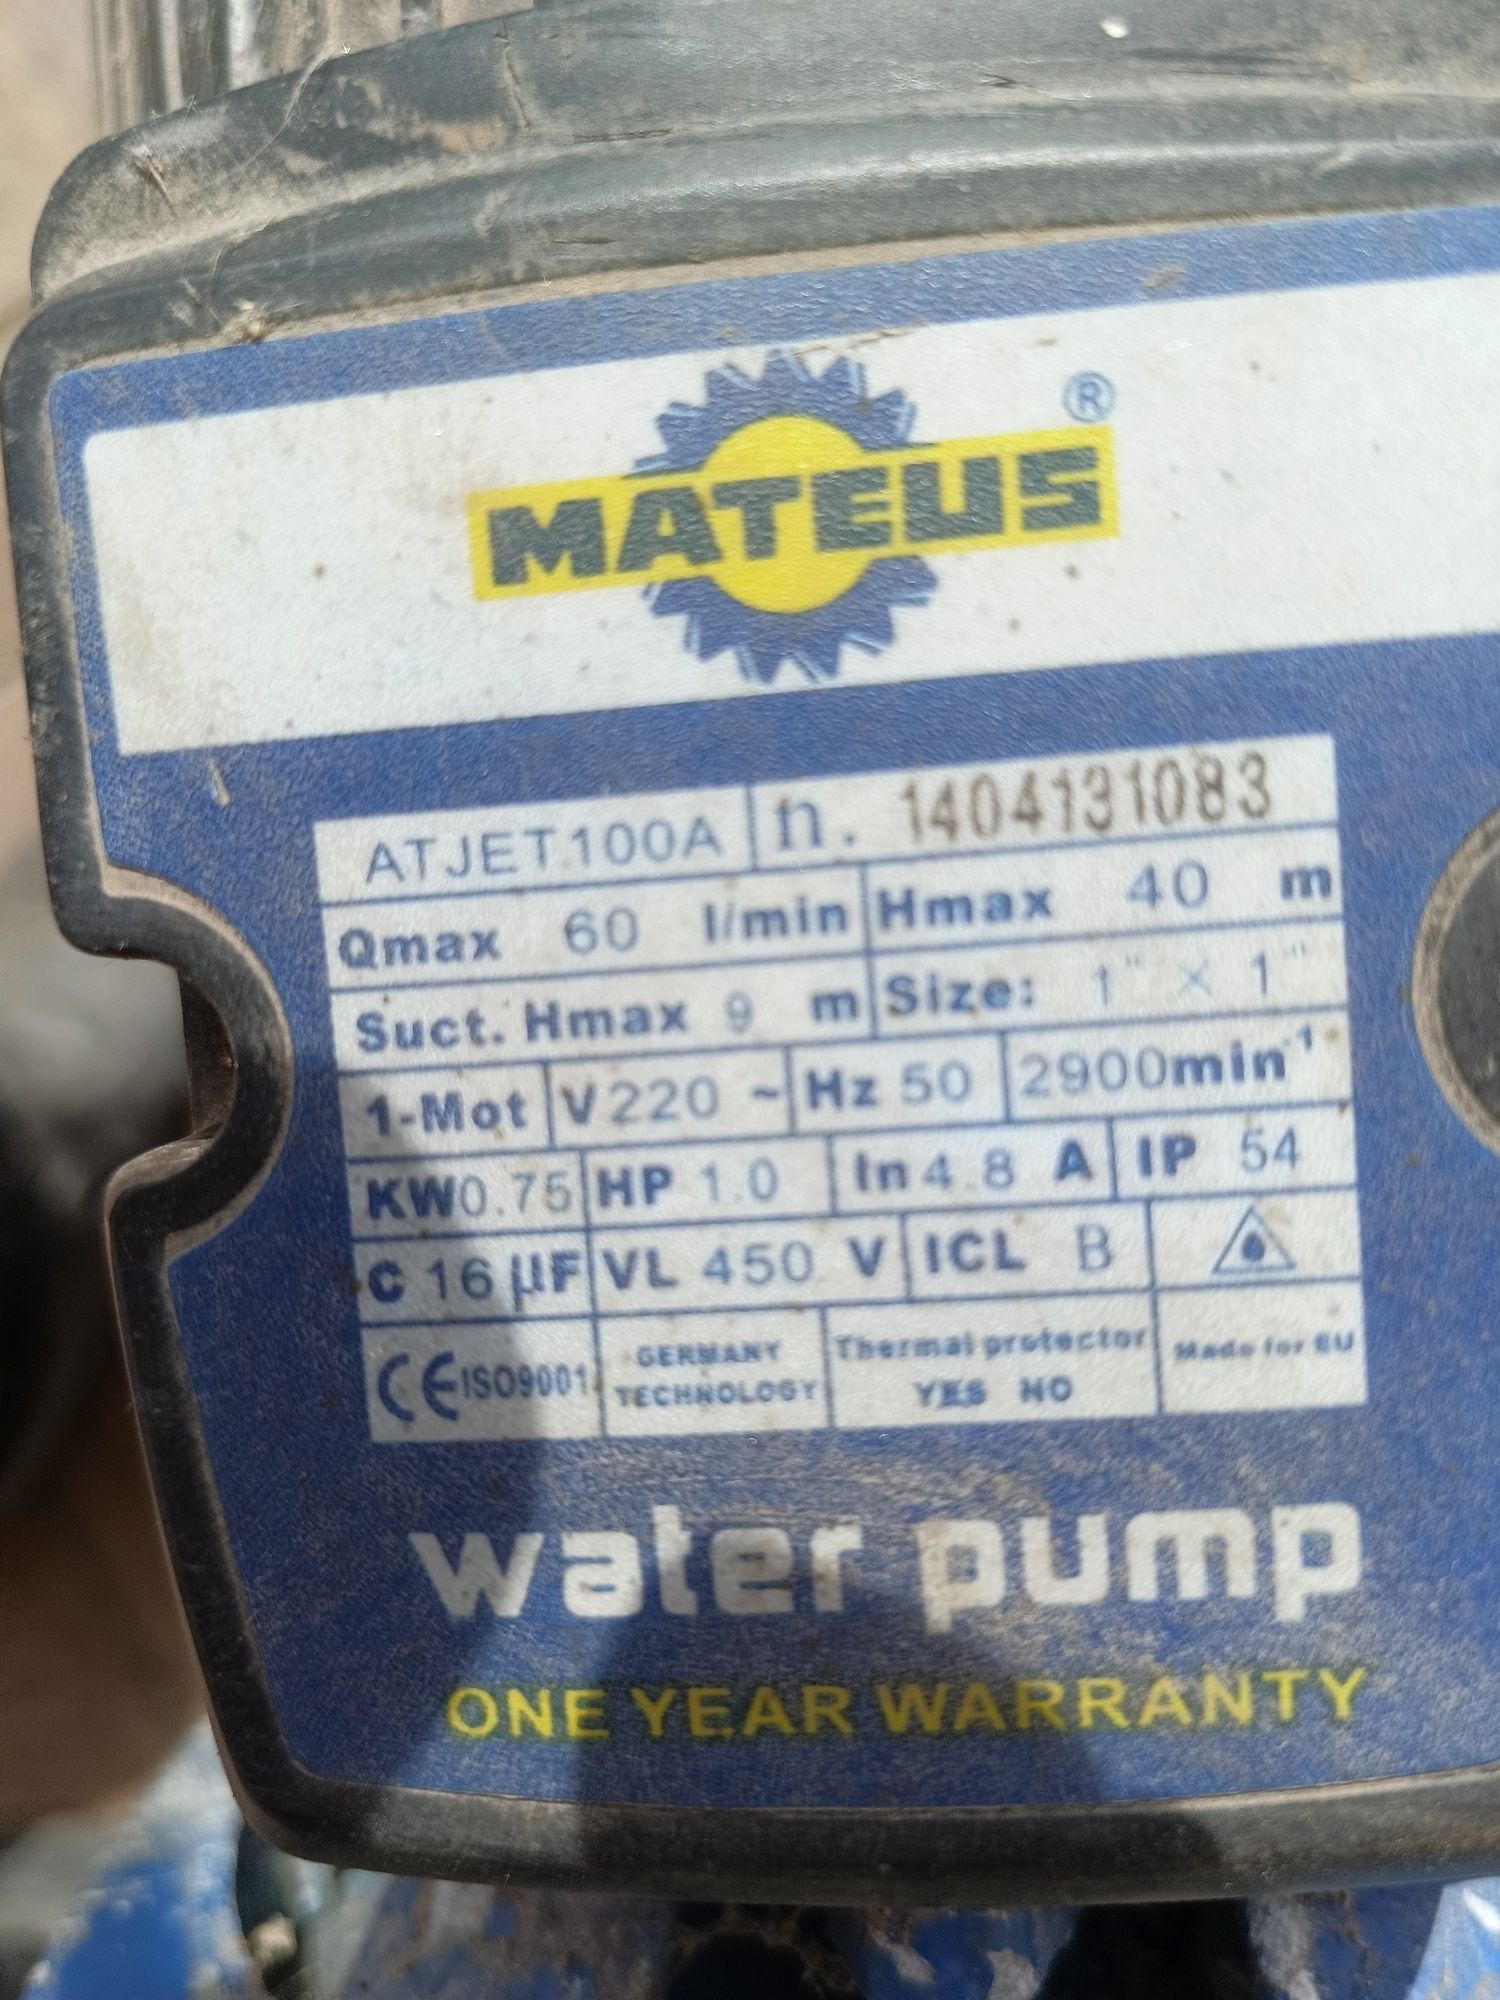 MATEUS ®
ATJET100A n. 1404131083
Qmax 60 l/min Hmax 40 m
Suct. Hmax 9 m Size: 1" × 1"
1-Mot V220 ~ Hz 50 2900min⁻¹
KW0.75 HP 1.0 In4.8 A IP 54
C 16 µF VL 450 V ICL B
CE ISO9001 GERMANY TECHNOLOGY Thermal protector YES NO Made for EU
water pump
ONE YEAR WARRANTY